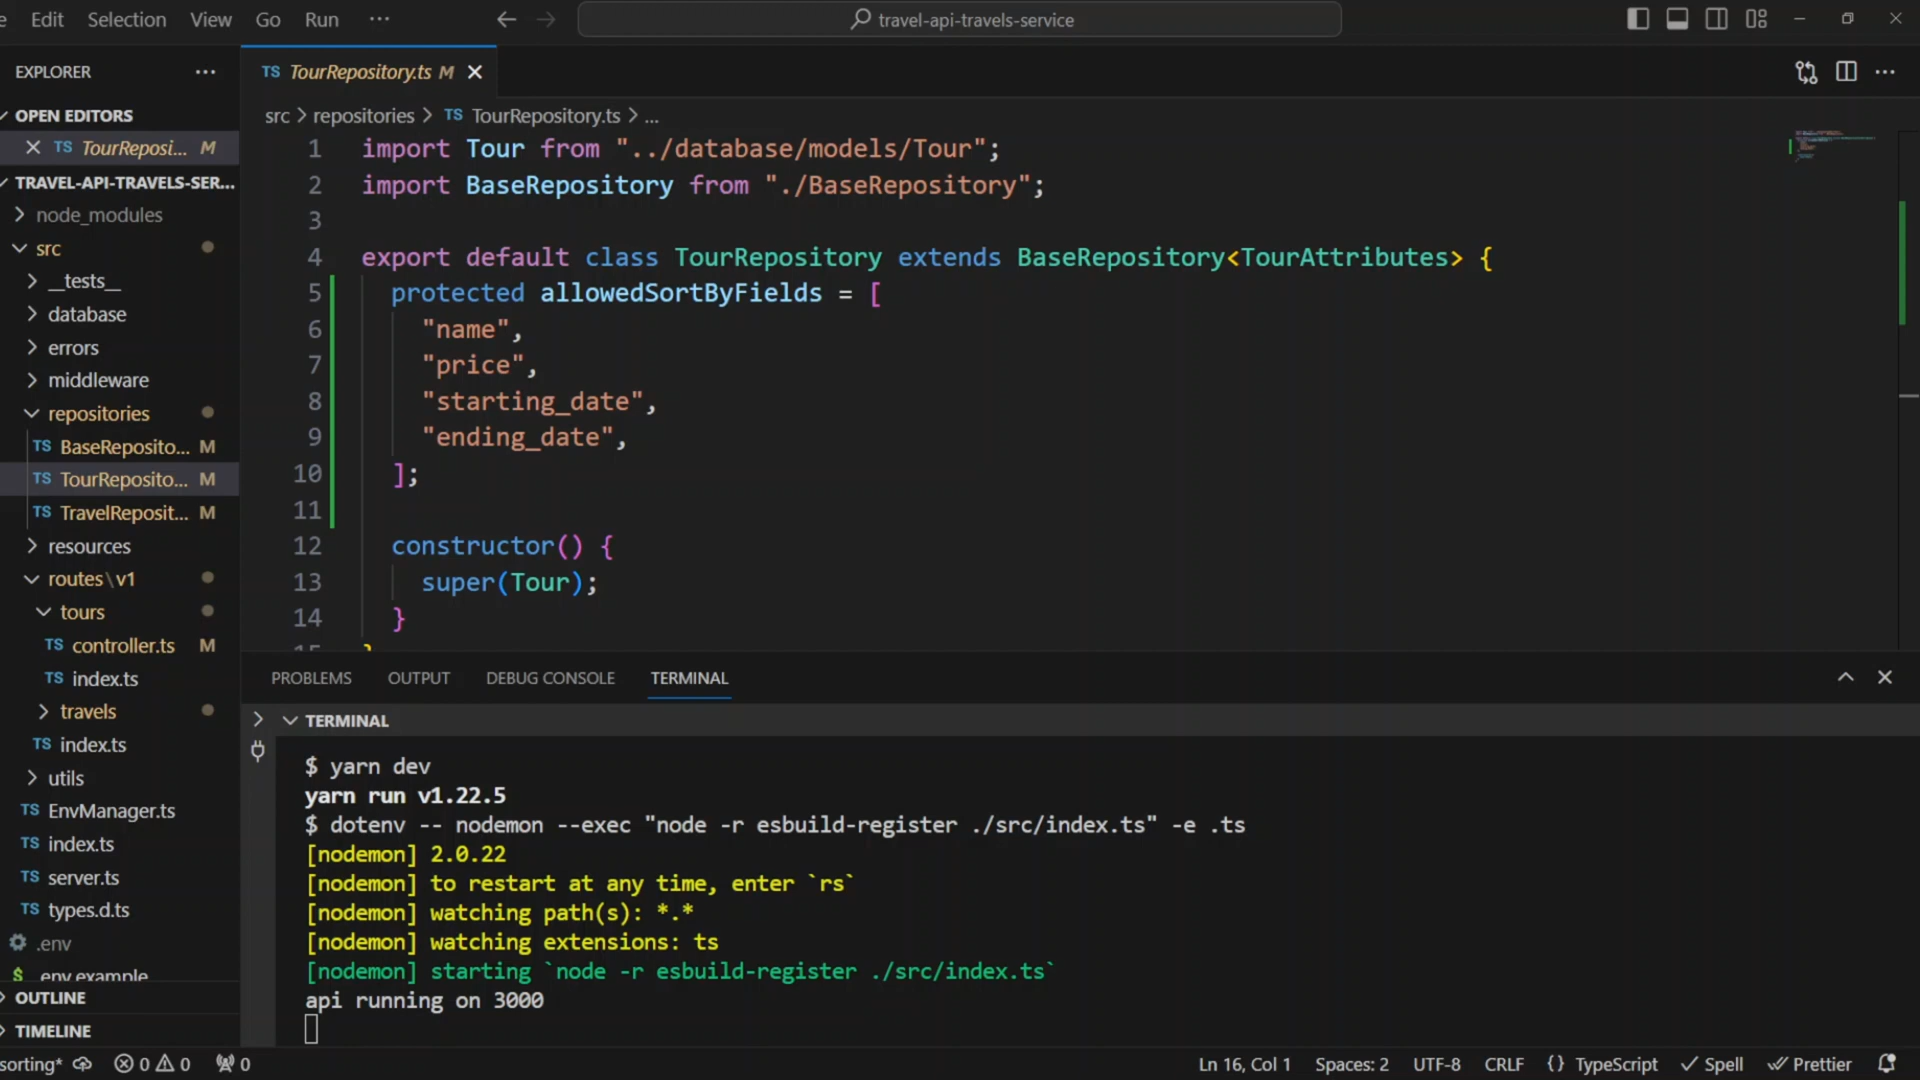 e Edit Selection View Go Run ··· travel-api-travels-service
EXPLORER ···
OPEN EDITORS
TS TourReposi... M
TRAVEL-API-TRAVELS-SER...
node_modules
src
__tests__
database
errors
middleware
repositories
TS BaseReposito... M
TS TourReposito... M
TS TravelReposit... M
resources
routes\v1
tours
TS controller.ts M
TS index.ts
travels
TS index.ts
utils
TS EnvManager.ts
TS index.ts
TS server.ts
TS types.d.ts
.env
$ .env.example
OUTLINE
TIMELINE
TS TourRepository.ts M
src > repositories > TS TourRepository.ts > ...
1 import Tour from "../database/models/Tour";
2 import BaseRepository from "./BaseRepository";
3
4 export default class TourRepository extends BaseRepository<TourAttributes> {
5 protected allowedSortByFields = [
6 "name",
7 "price",
8 "starting_date",
9 "ending_date",
10 ];
11
12 constructor() {
13 super(Tour);
14 }
15 }
PROBLEMS OUTPUT DEBUG CONSOLE TERMINAL
TERMINAL
$ yarn dev
yarn run v1.22.5
$ dotenv -- nodemon --exec "node -r esbuild-register ./src/index.ts" -e .ts
[nodemon] 2.0.22
[nodemon] to restart at any time, enter `rs`
[nodemon] watching path(s): *.*
[nodemon] watching extensions: ts
[nodemon] starting `node -r esbuild-register ./src/index.ts`
api running on 3000
sorting* 0 0 0 Ln 16, Col 1 Spaces: 2 UTF-8 CRLF {} TypeScript Spell Prettier